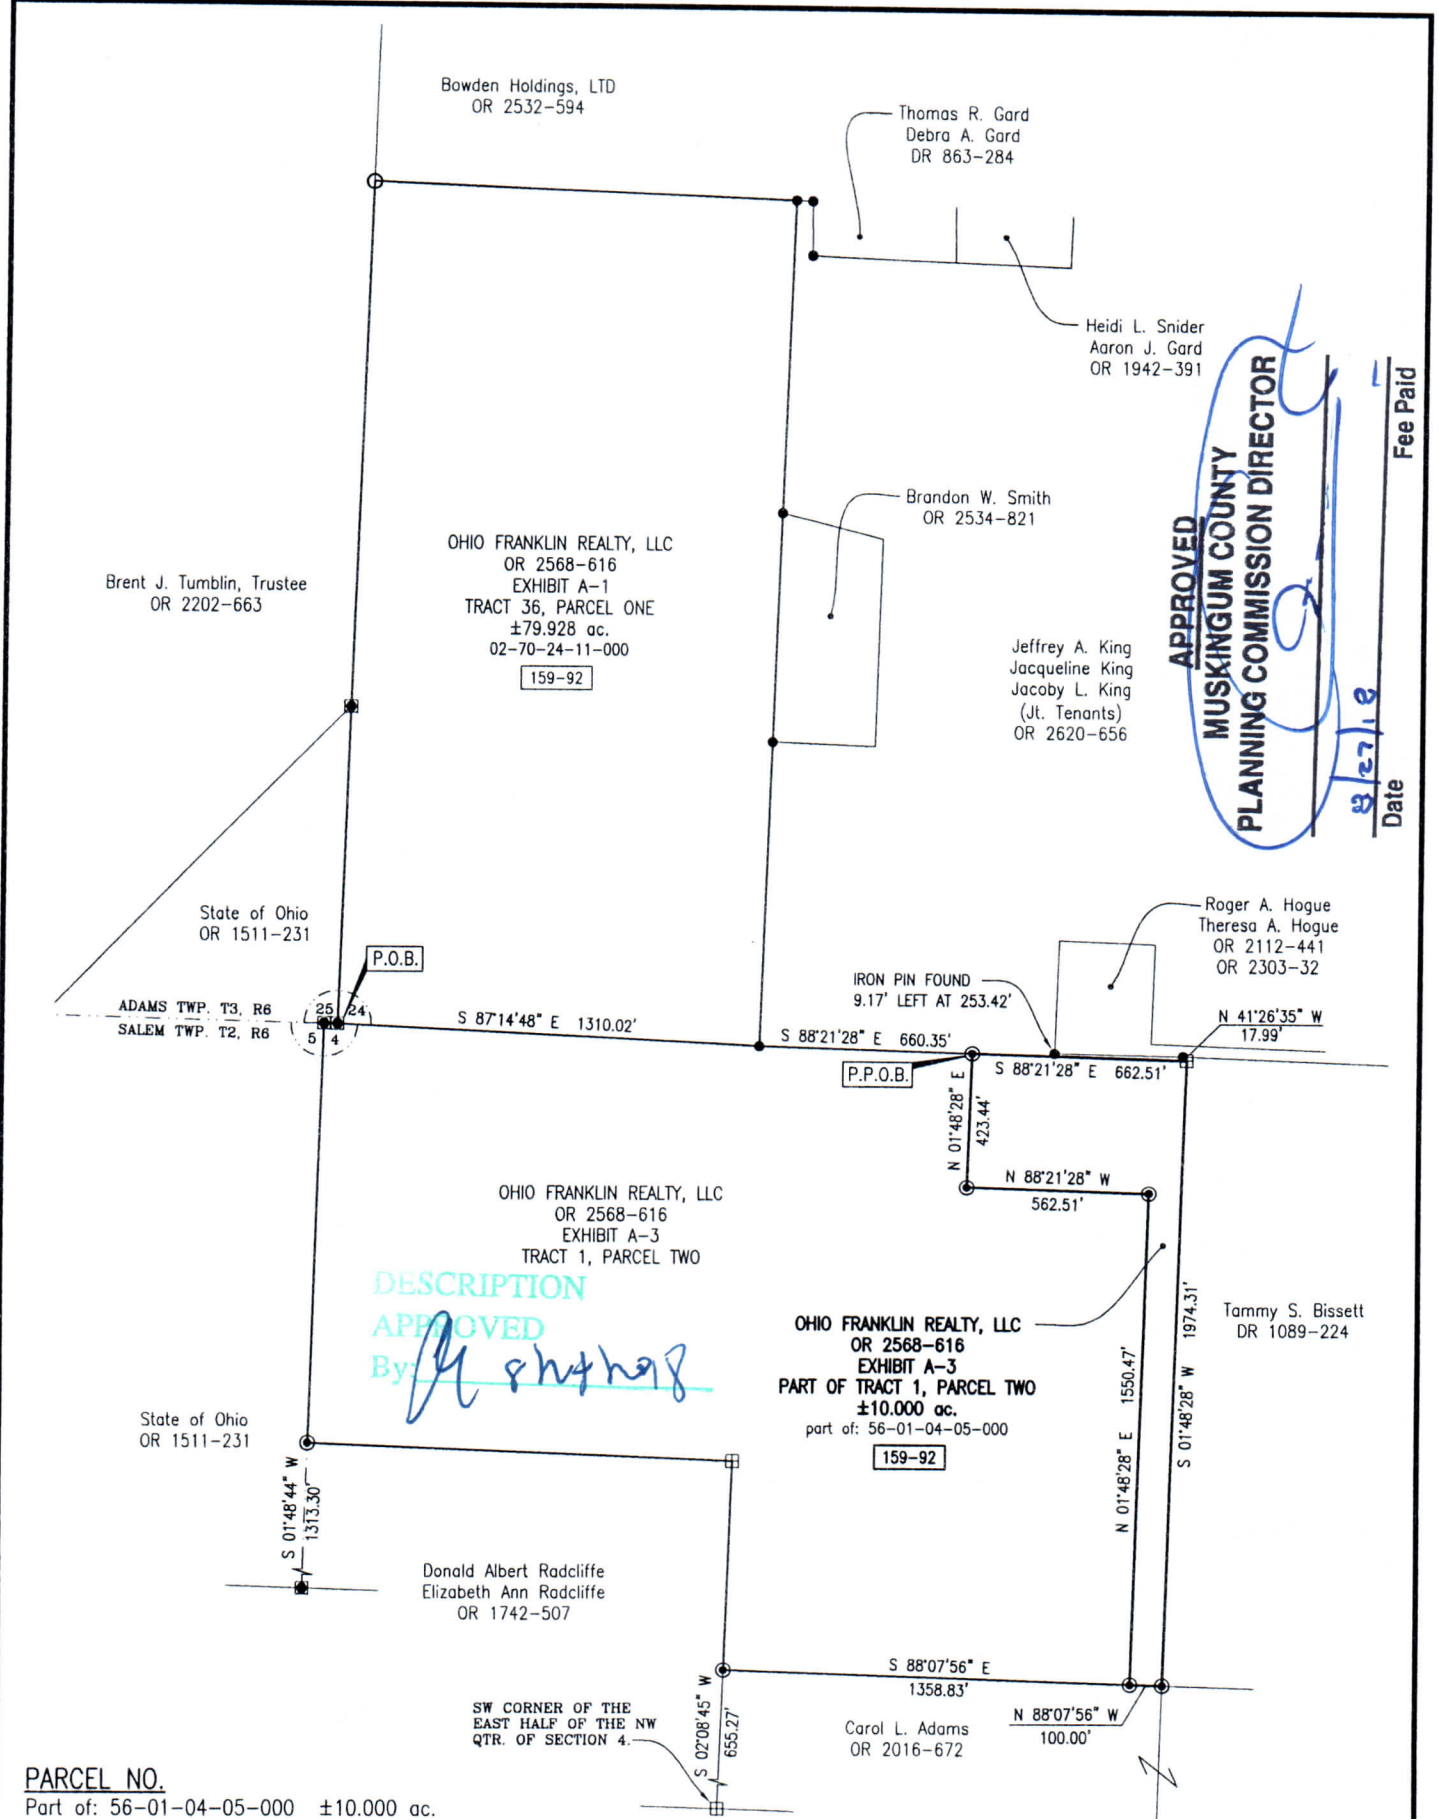 Bowden Holdings, LTD
OR 2532-594
Thomas R. Gard
Debra A. Gard
DR 863-284
Heidi L. Snider
Aaron J. Gard
OR 1942-391
APPROVED
MUSKINGUM COUNTY
PLANNING COMMISSION DIRECTOR
Date
Fee Paid
Brandon W. Smith
OR 2534-821
OHIO FRANKLIN REALTY, LLC
OR 2568-616
EXHIBIT A-1
TRACT 36, PARCEL ONE
±79.928 ac.
02-70-24-11-000
159-92
Brent J. Tumblin, Trustee
OR 2202-663
Jeffrey A. King
Jacqueline King
Jacoby L. King
(Jt. Tenants)
OR 2620-656
State of Ohio
OR 1511-231
P.O.B.
Roger A. Hogue
Theresa A. Hogue
OR 2112-441
OR 2303-32
IRON PIN FOUND
9.17' LEFT AT 253.42'
ADAMS TWP. T3, R6
SALEM TWP. T2, R6
25 24
5 4
S 87°14'48" E 1310.02'
S 88°21'28" E 660.35'
N 41°26'35" W
17.99'
P.P.O.B.
S 88°21'28" E 662.51'
N 01°48'28" E
423.44'
N 88°21'28" W
562.51'
OHIO FRANKLIN REALTY, LLC
OR 2568-616
EXHIBIT A-3
TRACT 1, PARCEL TWO
DESCRIPTION
APPROVED
By:
OHIO FRANKLIN REALTY, LLC
OR 2568-616
EXHIBIT A-3
PART OF TRACT 1, PARCEL TWO
±10.000 ac.
part of: 56-01-04-05-000
159-92
N 01°48'28" E 1550.47'
S 01°48'28" W 1974.31'
Tammy S. Bissett
DR 1089-224
State of Ohio
OR 1511-231
S 01°48'44" W
1313.30'
Donald Albert Radcliffe
Elizabeth Ann Radcliffe
OR 1742-507
S 88°07'56" E
1358.83'
SW CORNER OF THE
EAST HALF OF THE NW
QTR. OF SECTION 4.
S 02°08'45" W
655.27'
Carol L. Adams
OR 2016-672
N 88°07'56" W
100.00'
PARCEL NO.
Part of: 56-01-04-05-000 ±10.000 ac.